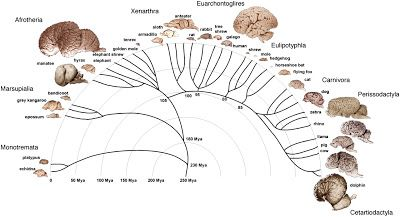 Euarchontoglires
Xenarthra
Afrotheria
anteater
sloth
armadillo
rat
rabbit
tree
shrew
galago
human
tenrec
golden mole
elephant shrew
elephant
hyrax
manatee
shrew
mole
hedgehog
horseshoe bat
flying fox
cat
dog
Eulipotyphla
Carnivora
Perissodactyla
zebra
rhino
llama
pig
cow
dolphin
Cetartiodactyla
Marsupialia
bandicoot
grey kangaroo
opossum
Monotremata
platypus
echidna
105
100
95
85
85
180 Mya
230 Mya
0
50 Mya
100 Mya
150 Mya
200 Mya
250 Mya